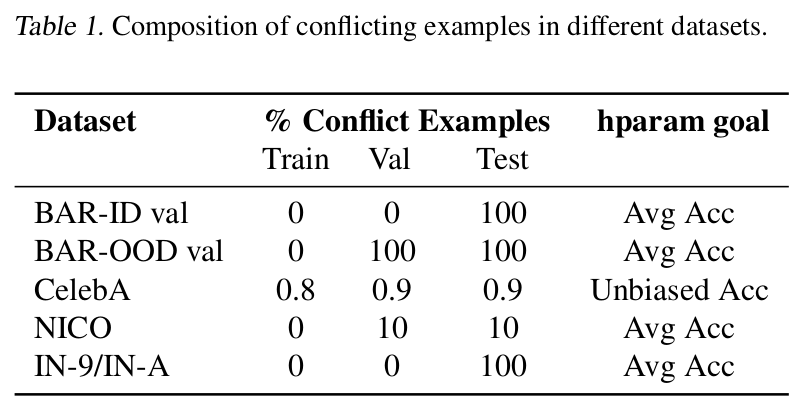 Table 1. Composition of conflicting examples in different datasets.
Dataset % Conflict Examples hparam goal
Train Val Test
BAR-ID val 0 0 100 Avg Acc
BAR-OOD val 0 100 100 Avg Acc
CelebA 0.8 0.9 0.9 Unbiased Acc
NICO 0 10 10 Avg Acc
IN-9/IN-A 0 0 100 Avg Acc